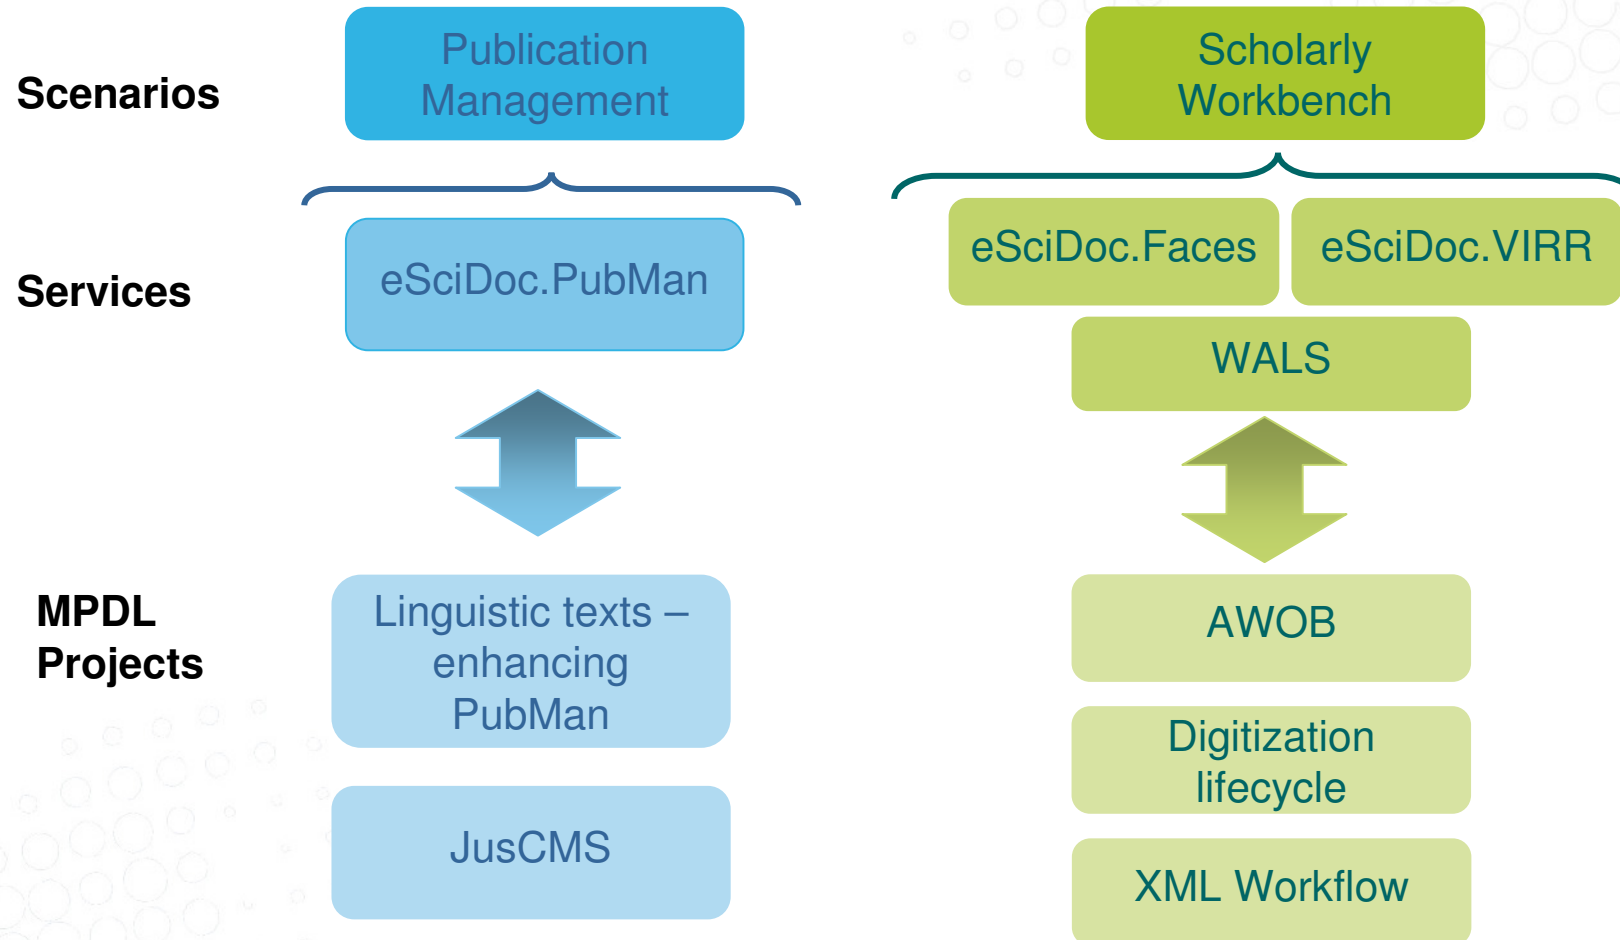 Scenarios
Publication
Management
Scholarly
Workbench
Services
eSciDoc.PubMan
eSciDoc.Faces
eSciDoc.VIRR
WALS
MPDL
Projects
Linguistic texts –
enhancing
PubMan
JusCMS
AWOB
Digitization
lifecycle
XML Workflow